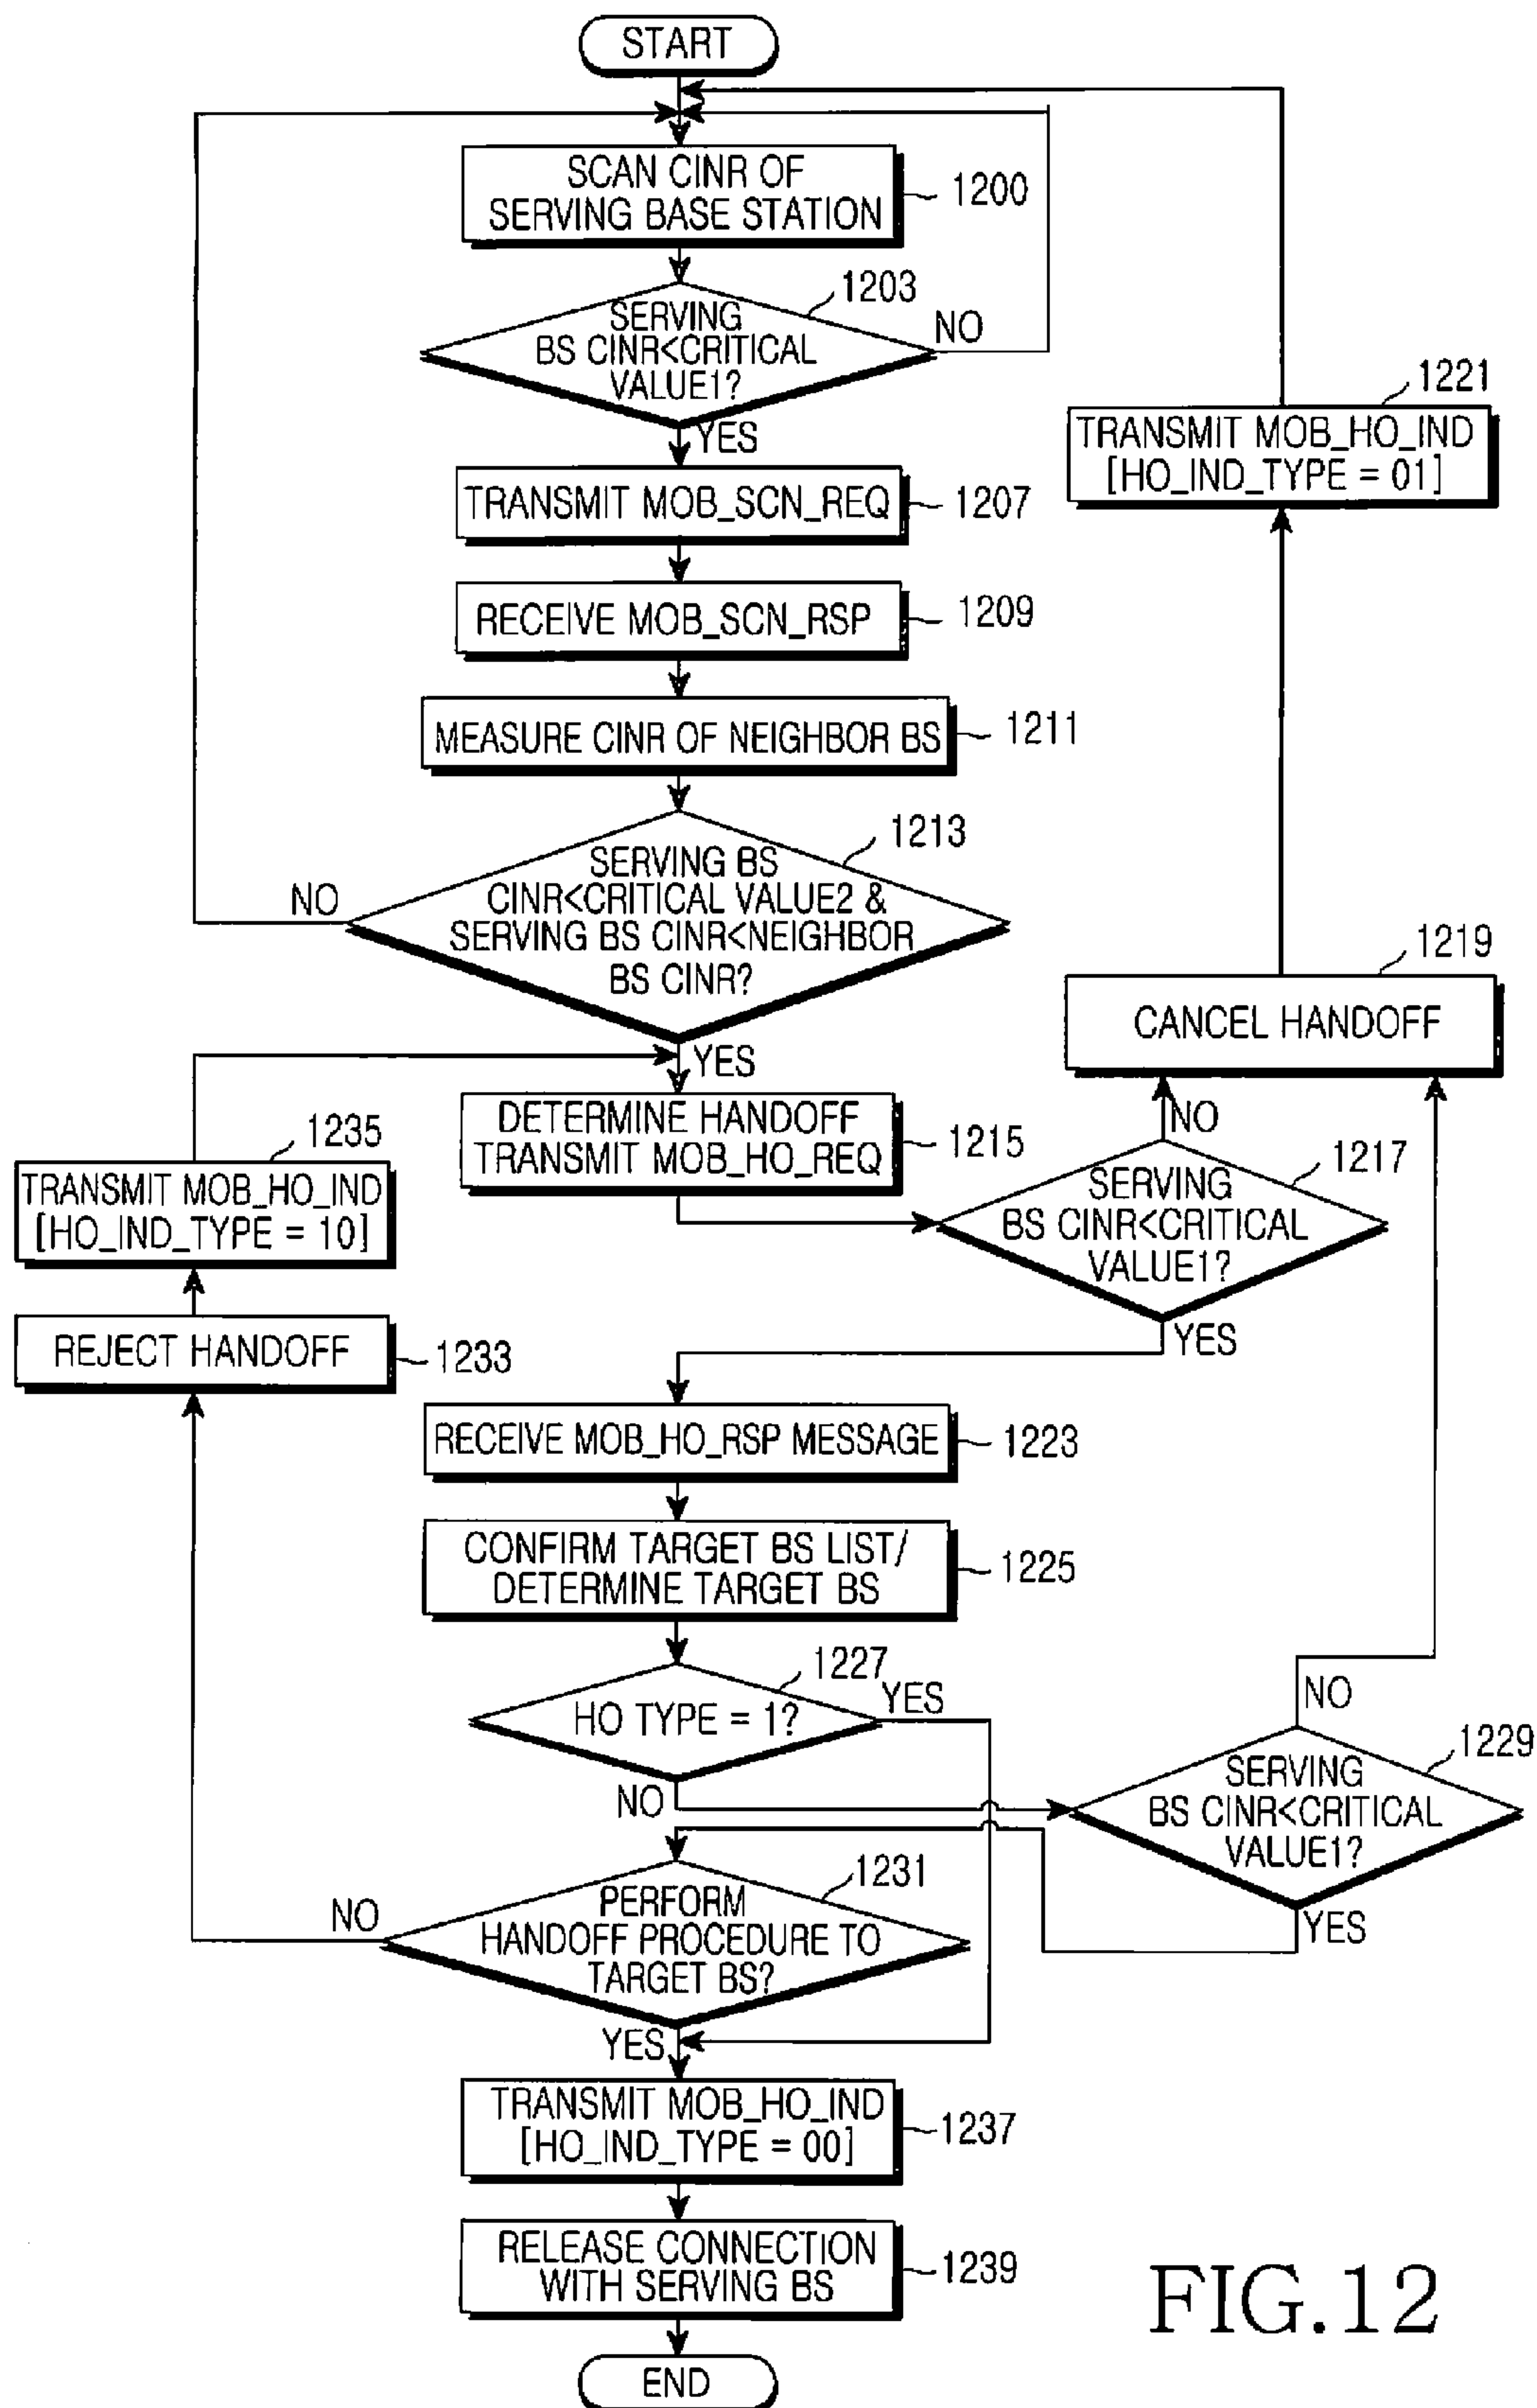 START
SCAN CINR OF
SERVING BASE STATION
1200
1203
SERVING
BS CINR<CRITICAL
VALUE1?
NO
YES
1221
TRANSMIT MOB_HO_IND
[HO_IND_TYPE = 01]
TRANSMIT MOB_SCN_REQ
1207
RECEIVE MOB_SCN_RSP
1209
MEASURE CINR OF NEIGHBOR BS
1211
1213
SERVING BS
CINR<CRITICAL VALUE2 &
SERVING BS CINR<NEIGHBOR
BS CINR?
NO
YES
1219
CANCEL HANDOFF
DETERMINE HANDOFF
TRANSMIT MOB_HO_REQ
1215
NO
1217
SERVING
BS CINR<CRITICAL
VALUE1?
YES
1235
TRANSMIT MOB_HO_IND
[HO_IND_TYPE = 10]
REJECT HANDOFF
1233
RECEIVE MOB_HO_RSP MESSAGE
1223
CONFIRM TARGET BS LIST/
DETERMINE TARGET BS
1225
1227
HO TYPE = 1?
YES
NO
NO
1229
SERVING
BS CINR<CRITICAL
VALUE1?
YES
1231
PERFORM
HANDOFF PROCEDURE TO
TARGET BS?
NO
YES
TRANSMIT MOB_HO_IND
[HO_IND_TYPE = 00]
1237
RELEASE CONNECTION
WITH SERVING BS
1239
END
FIG.12